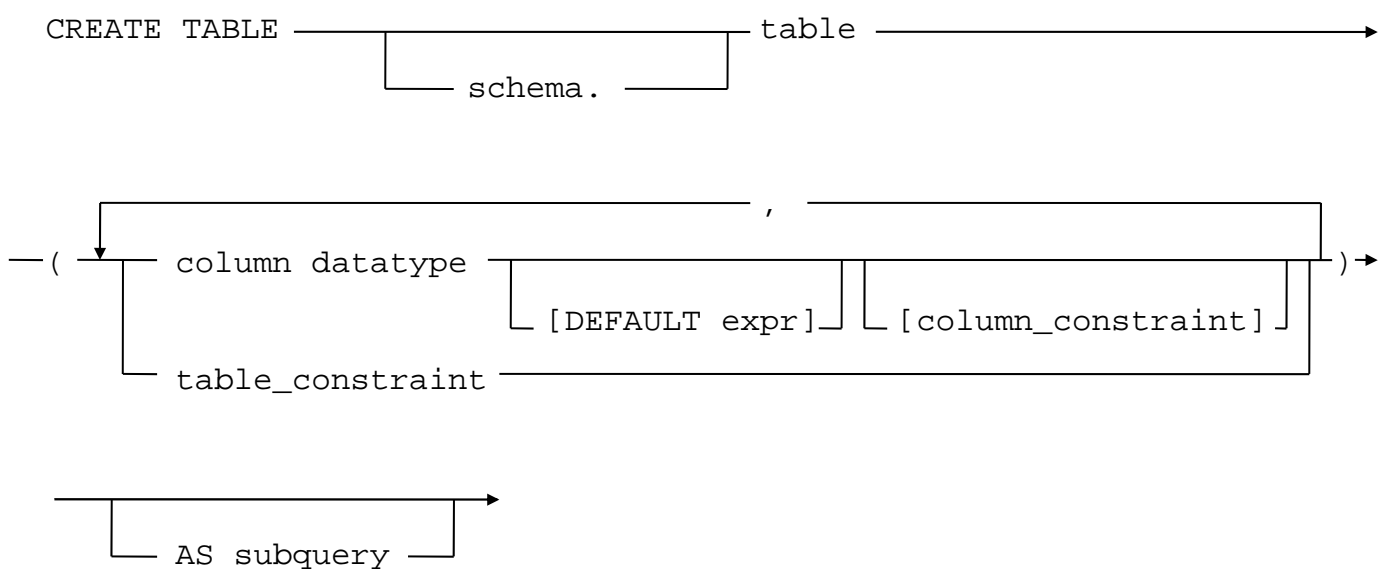 CREATE TABLE table
schema.
,
( column datatype )
[DEFAULT expr] [column_constraint]
table_constraint
AS subquery